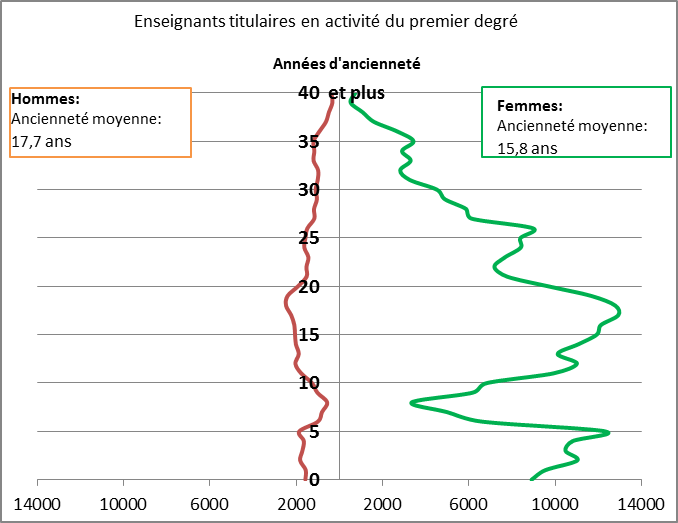 Enseignants titulaires en activité du premier degré
Années d'ancienneté
Hommes:
Ancienneté moyenne:
17,7 ans
Femmes:
Ancienneté moyenne:
15,8 ans
40 et plus
35
30
25
20
15
10
5
0
14000 10000 6000 2000 2000 6000 10000 14000